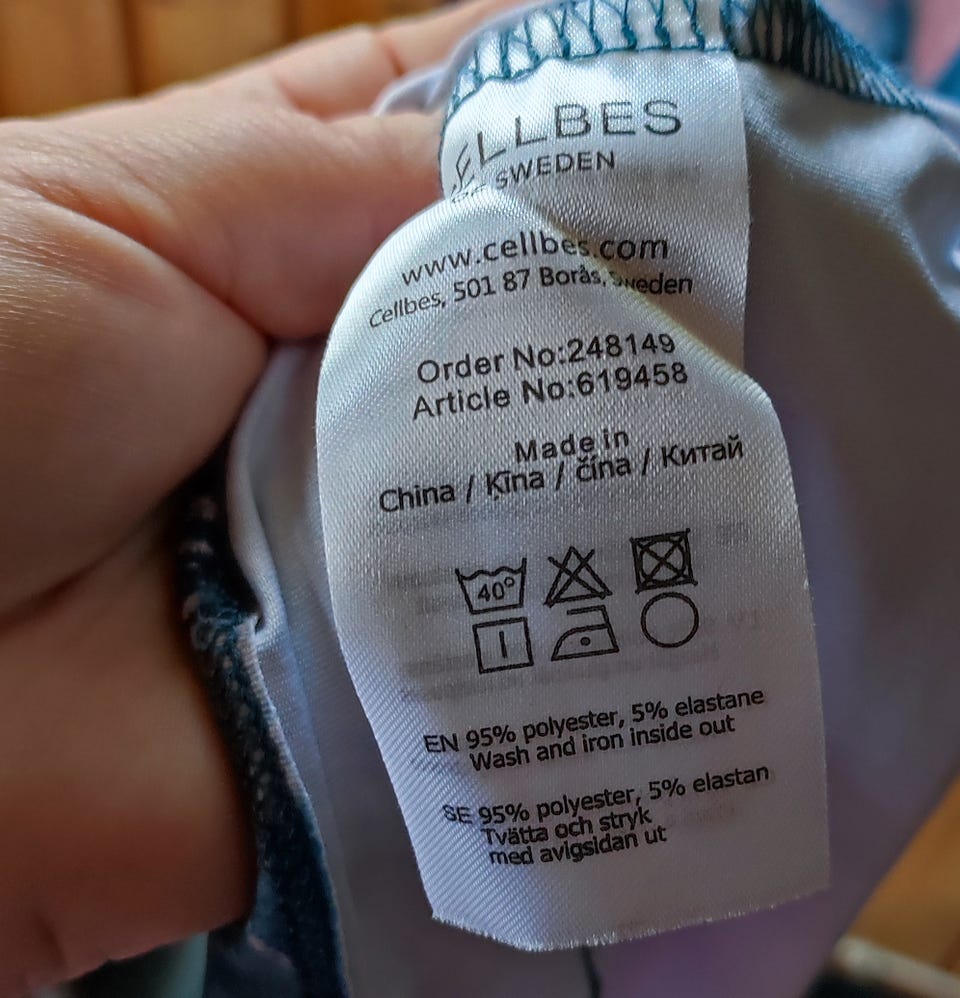 ELLBES
SWEDEN
www.cellbes.com
Cellbes, 501 87 Borås, Sweden
Order No:248149
Article No:619458
Made in
China / Ķīna / čína / Китай
40°
EN 95% polyester, 5% elastane
Wash and iron inside out
SE 95% polyester, 5% elastan
Tvätta och stryk
med avigsidan ut